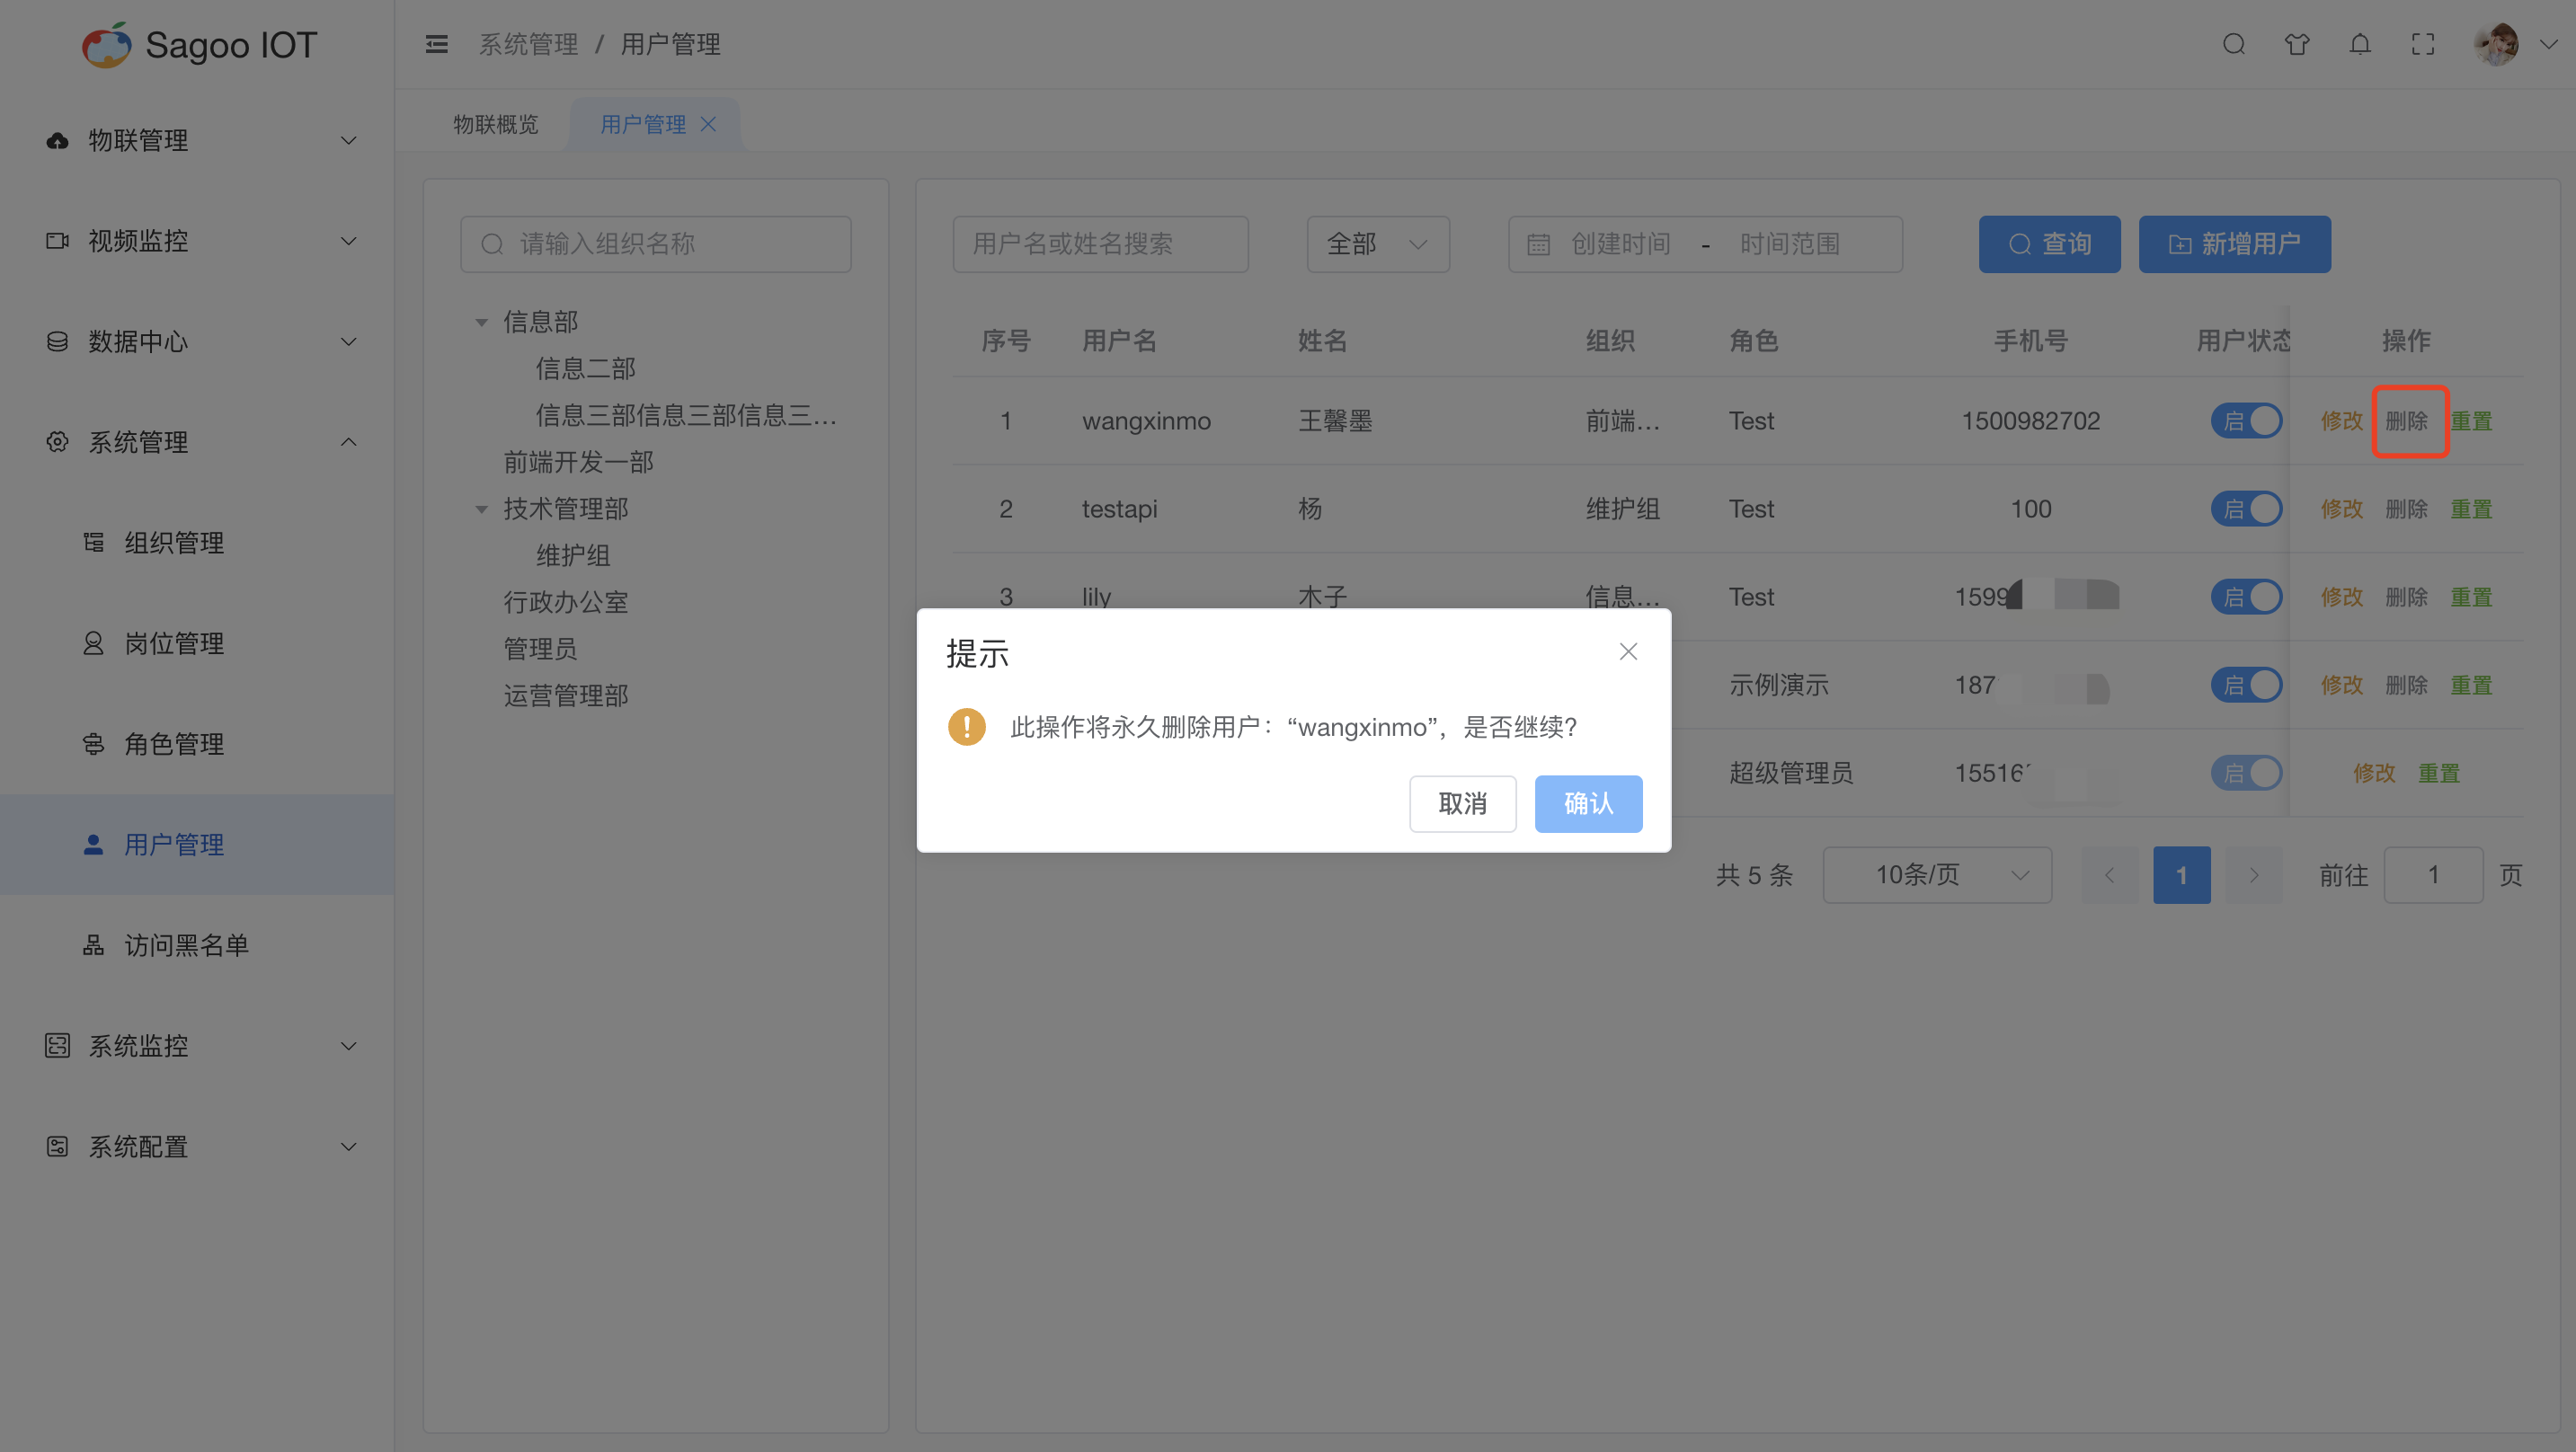 Sagoo IOT
系统管理 / 用户管理
物联概览
用户管理
物联管理
视频监控
数据中心
系统管理
组织管理
岗位管理
角色管理
用户管理
访问黑名单
系统监控
系统配置
请输入组织名称
信息部
信息二部
信息三部信息三部信息三...
前端开发一部
技术管理部
维护组
行政办公室
管理员
运营管理部
用户名或姓名搜索 全部 创建时间 - 时间范围 查询 新增用户
序号 用户名 姓名 组织 角色 手机号 用户状态 操作
1 wangxinmo 王馨墨 前端... Test 1500982702 启 修改 删除 重置
2 testapi 杨 维护组 Test 100 启 修改 删除 重置
3 lily 木子 信息... Test 1599 启 修改 删除 重置
示例演示 187 启 修改 删除 重置
超级管理员 15516 启 修改 重置
提示
此操作将永久删除用户：“wangxinmo”，是否继续?
取消 确认
共 5 条 10条/页 1 前往 1 页